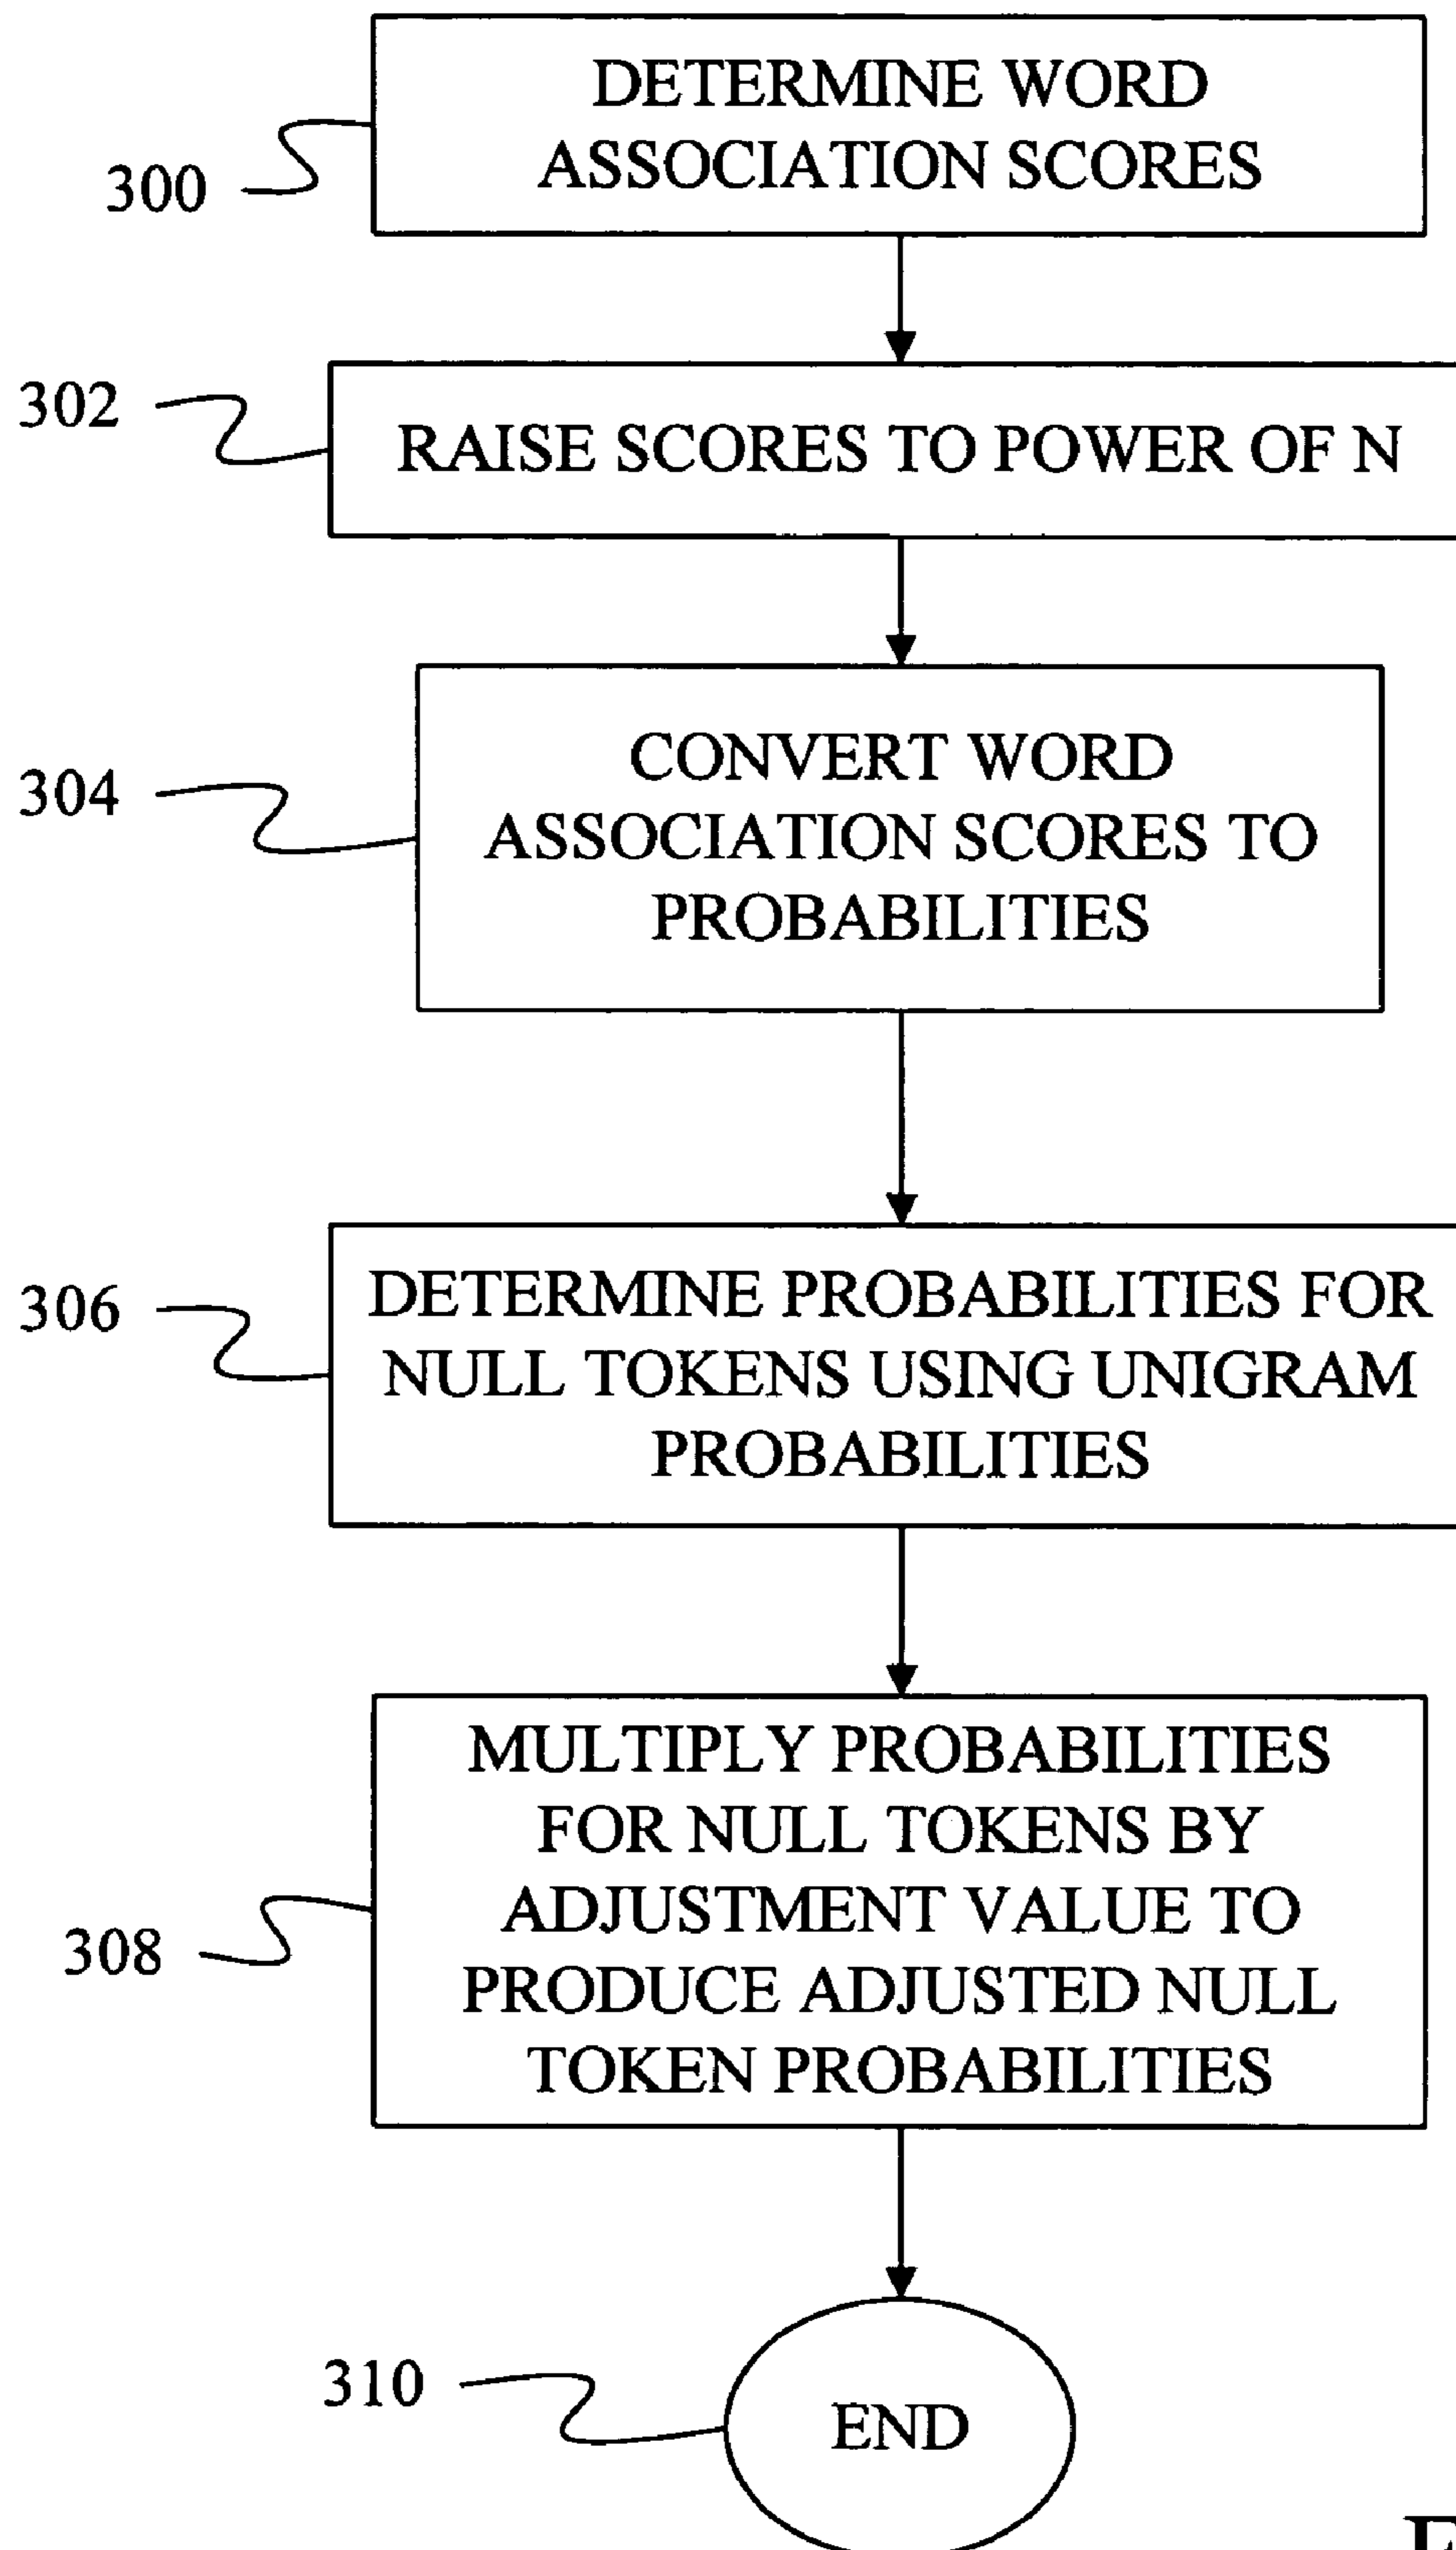 DETERMINE WORD
ASSOCIATION SCORES
300
302
RAISE SCORES TO POWER OF N
304
CONVERT WORD
ASSOCIATION SCORES TO
PROBABILITIES
306
DETERMINE PROBABILITIES FOR
NULL TOKENS USING UNIGRAM
PROBABILITIES
MULTIPLY PROBABILITIES
FOR NULL TOKENS BY
ADJUSTMENT VALUE TO
PRODUCE ADJUSTED NULL
TOKEN PROBABILITIES
308
310
END